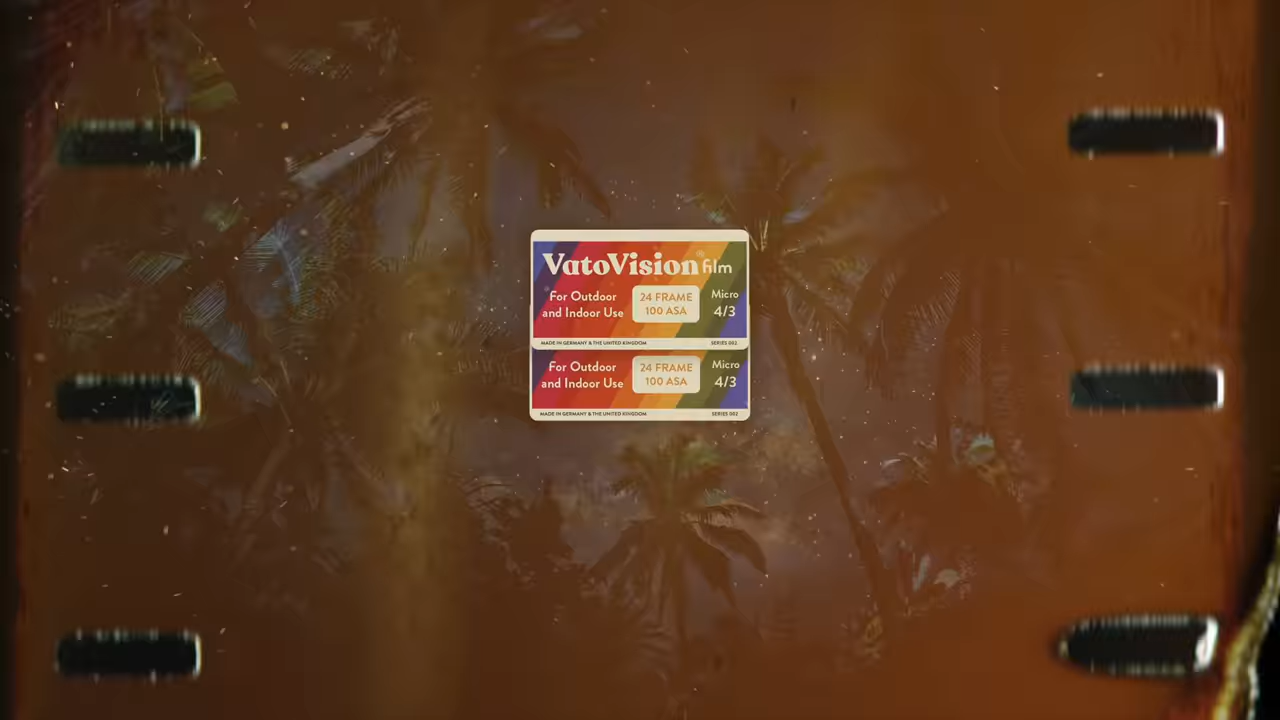 VatoVision® film
For Outdoor
and Indoor Use
24 FRAME
100 ASA
Micro
4/3
MADE IN GERMANY & THE UNITED KINGDOM
SERIES 002
For Outdoor
and Indoor Use
24 FRAME
100 ASA
Micro
4/3
MADE IN GERMANY & THE UNITED KINGDOM
SERIES 002